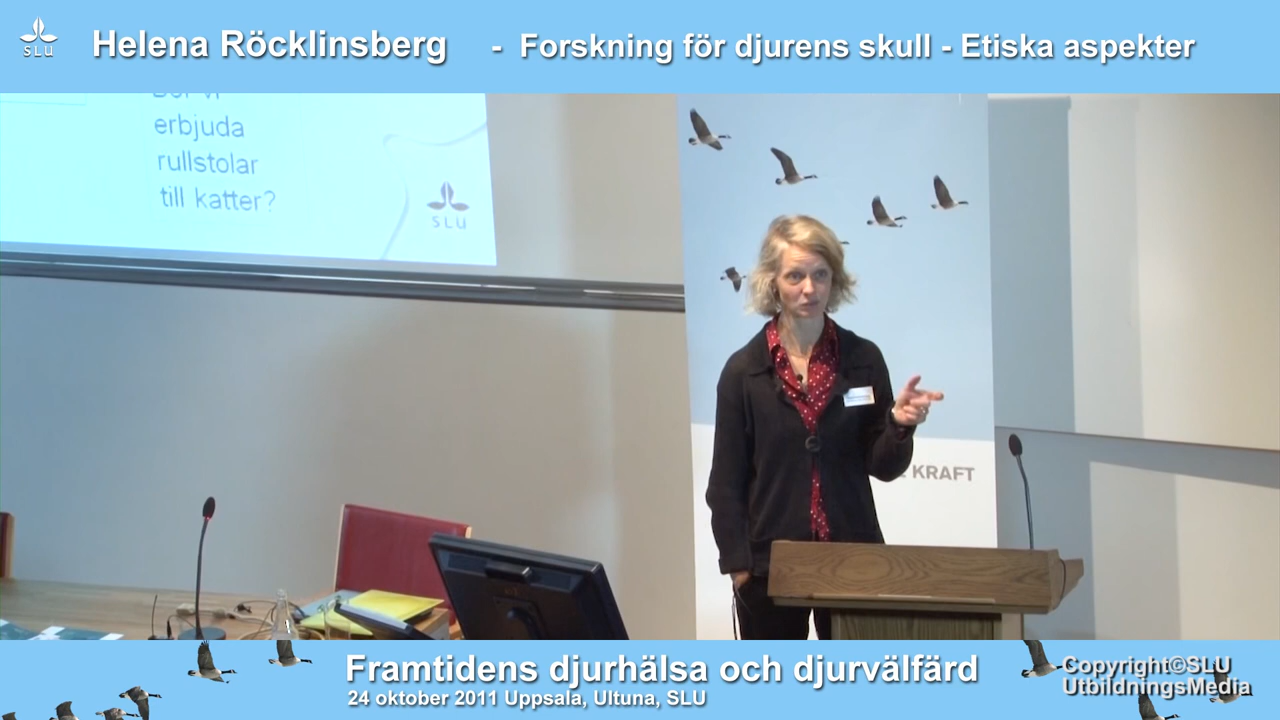 SLU
Helena Röcklinsberg - Forskning för djurens skull - Etiska aspekter
erbjuda
rullstolar
till katter?
SLU
KRAFT
Framtidens djurhälsa och djurvälfärd
24 oktober 2011 Uppsala, Ultuna, SLU
Copyright©SLU
UtbildningsMedia